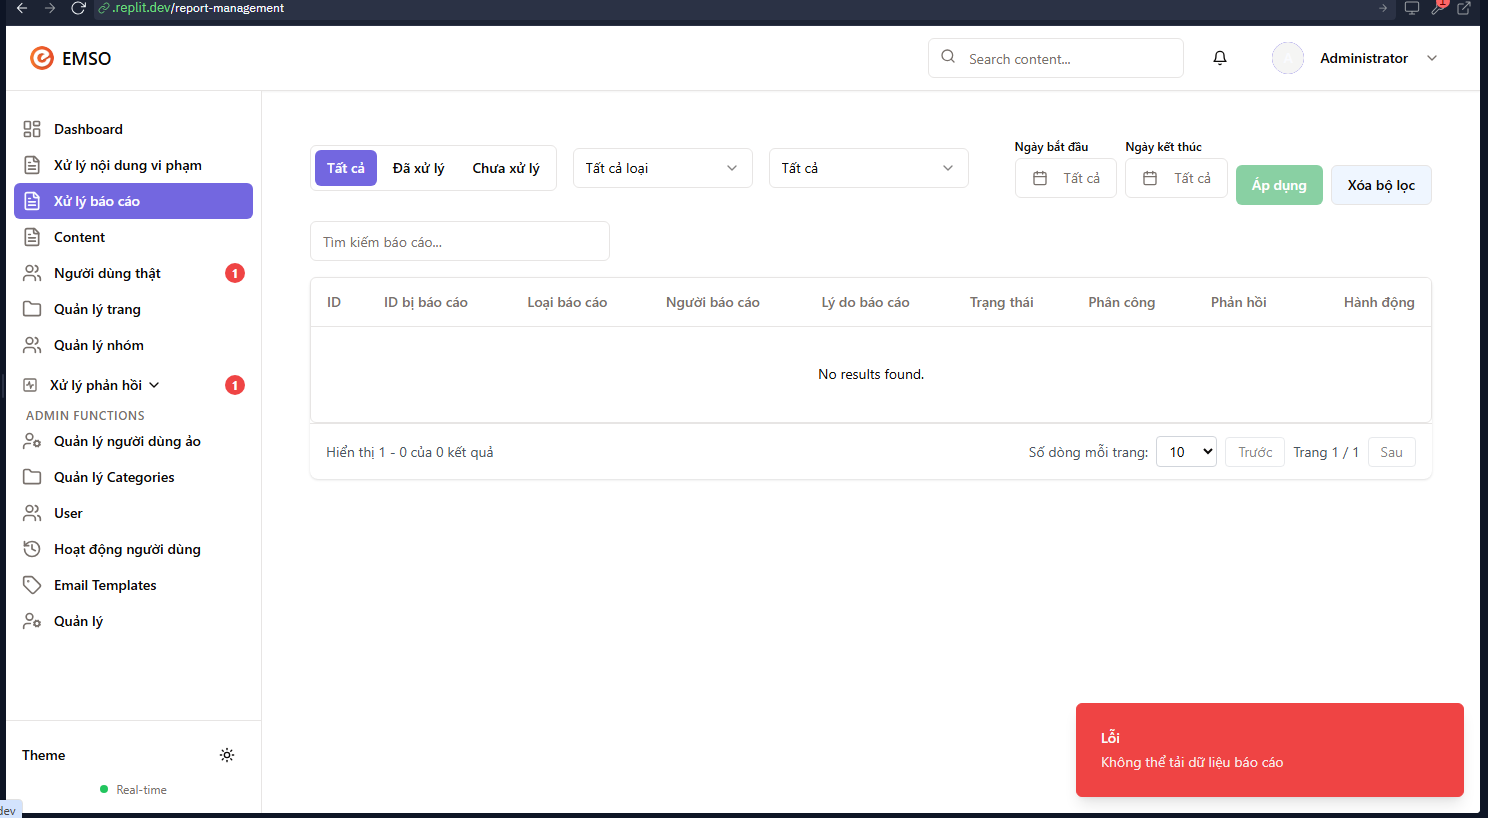 .replit.dev/report-management
1
EMSO
Search content...
A
Administrator
Dashboard
Xử lý nội dung vi phạm
Xử lý báo cáo
Content
Người dùng thật
1
Quản lý trang
Quản lý nhóm
Xử lý phản hồi
1
ADMIN FUNCTIONS
Quản lý người dùng ảo
Quản lý Categories
User
Hoạt động người dùng
Email Templates
Quản lý
Theme
Real-time
dev
Tất cả Đã xử lý Chưa xử lý
Tất cả loại
Tất cả
Ngày bắt đầu Ngày kết thúc
Tất cả Tất cả
Áp dụng Xóa bộ lọc
Tìm kiếm báo cáo...
ID ID bị báo cáo Loại báo cáo Người báo cáo Lý do báo cáo Trạng thái Phân công Phản hồi Hành động
No results found.
Hiển thị 1 - 0 của 0 kết quả
Số dòng mỗi trang: 10 Trước Trang 1 / 1 Sau
Lỗi
Không thể tải dữ liệu báo cáo